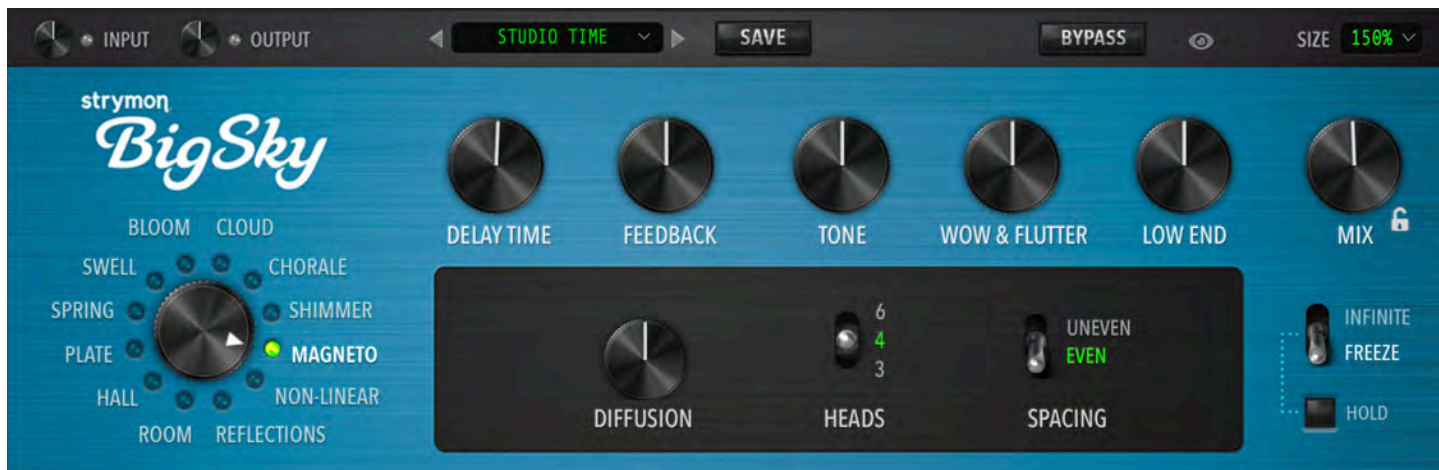 INPUT OUTPUT STUDIO TIME SAVE BYPASS SIZE 150%
strymon
BigSky
DELAY TIME FEEDBACK TONE WOW & FLUTTER LOW END MIX
BLOOM CLOUD
SWELL CHORALE
SPRING SHIMMER
PLATE MAGNETO
HALL NON-LINEAR
ROOM REFLECTIONS
DIFFUSION
6
4
3
HEADS
UNEVEN
EVEN
SPACING
INFINITE
FREEZE
HOLD